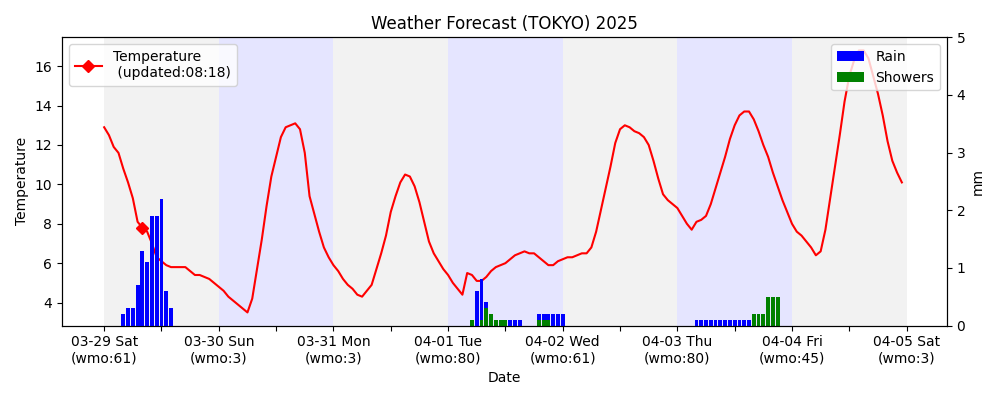 Weather Forecast (TOKYO) 2025
Temperature
(updated:08:18)
Rain
Showers
Temperature
16
14
12
10
8
6
4
5
4
3
2
1
0
mm
03-29 Sat 03-30 Sun 03-31 Mon 04-01 Tue 04-02 Wed 04-03 Thu 04-04 Fri 04-05 Sat
(wmo:61) (wmo:3) (wmo:3) (wmo:80) (wmo:61) (wmo:80) (wmo:45) (wmo:3)
Date